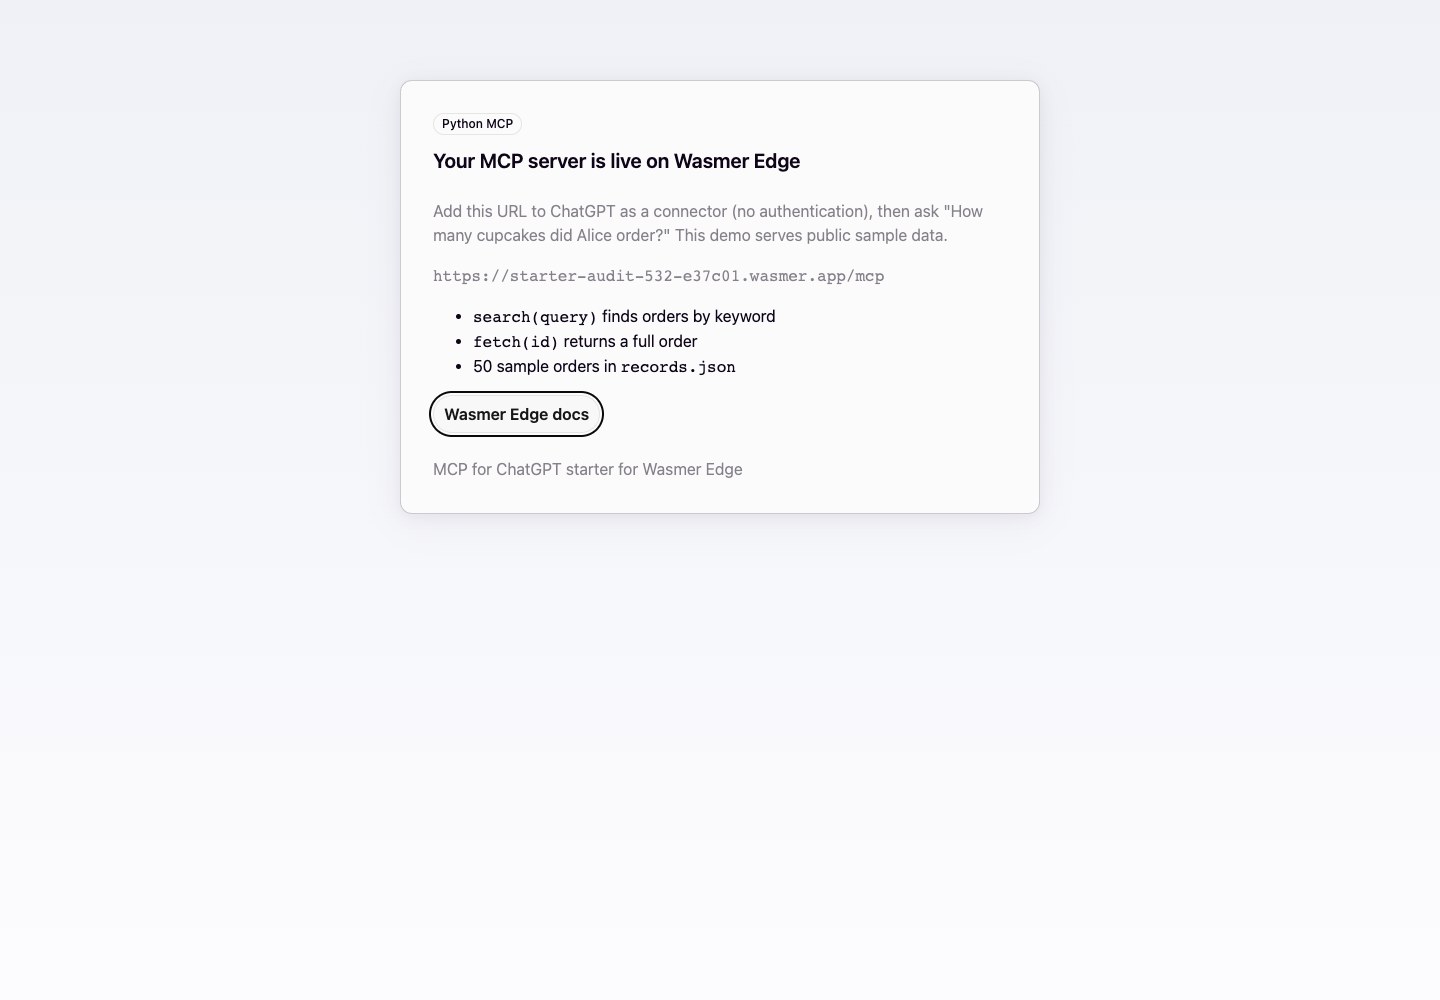 Python MCP
Your MCP server is live on Wasmer Edge
Add this URL to ChatGPT as a connector (no authentication), then ask "How
many cupcakes did Alice order?" This demo serves public sample data.
https://starter-audit-532-e37c01.wasmer.app/mcp
search(query) finds orders by keyword
fetch(id) returns a full order
50 sample orders in records.json
Wasmer Edge docs
MCP for ChatGPT starter for Wasmer Edge